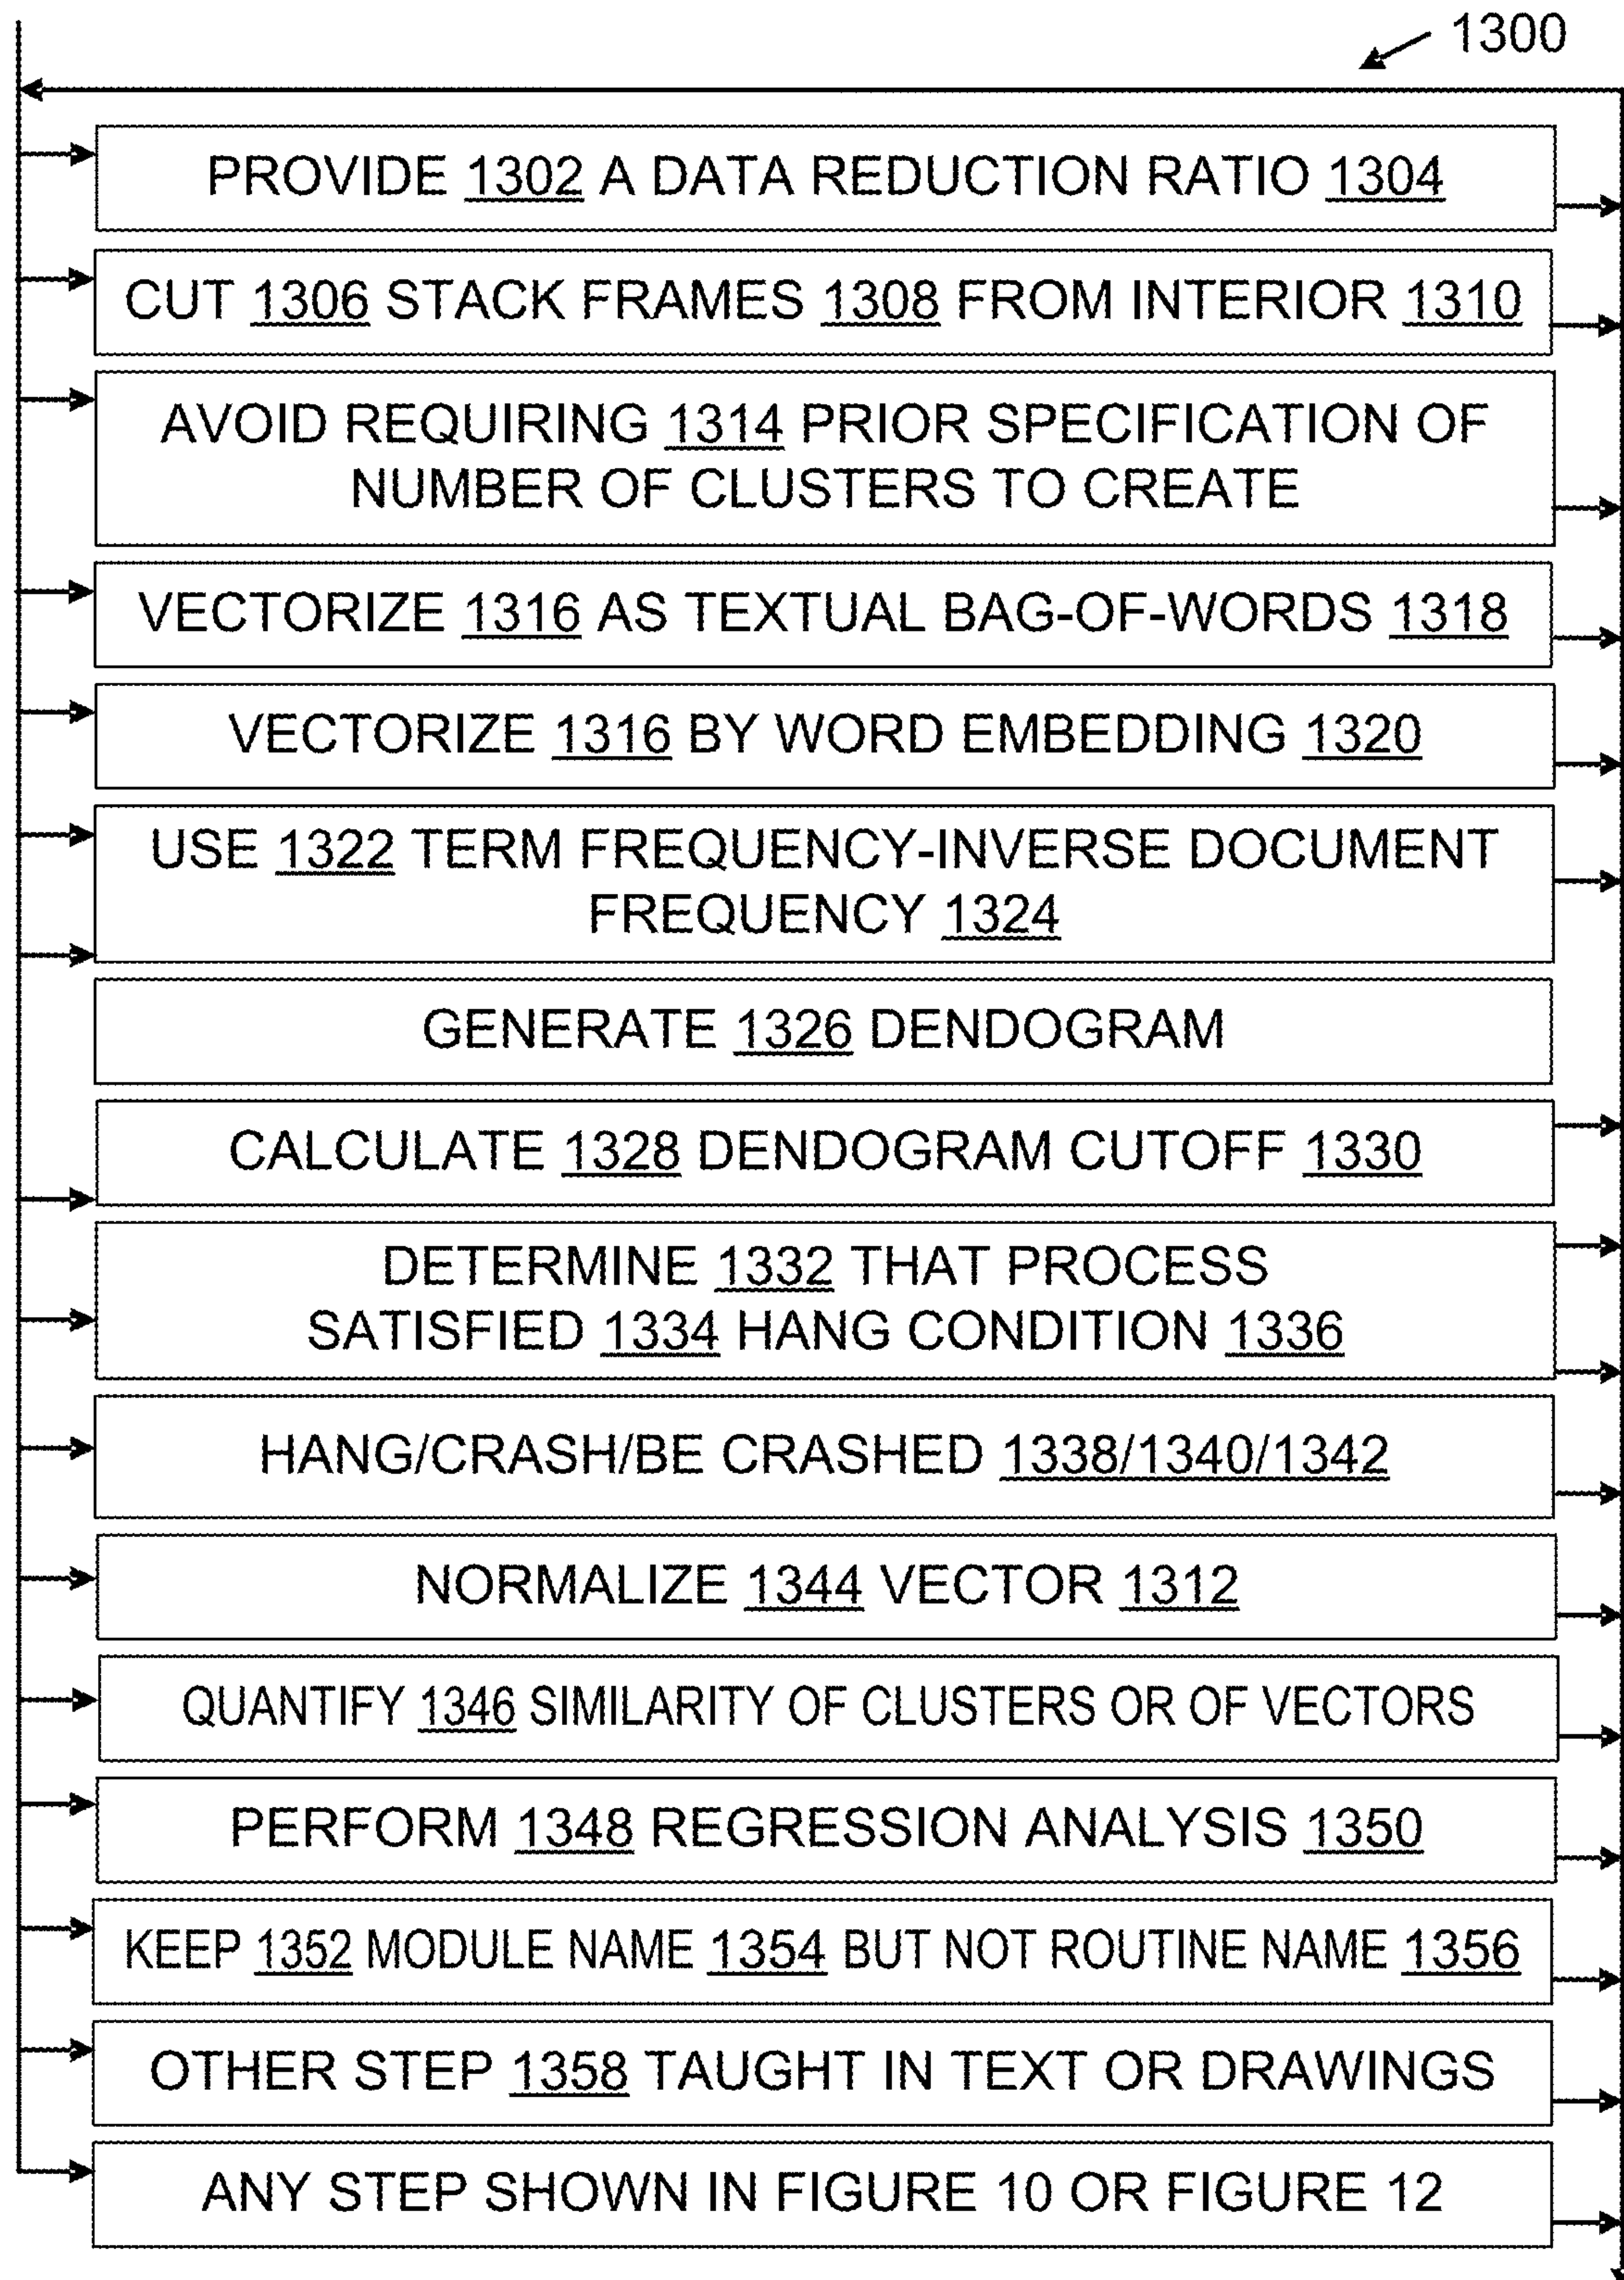 1300
PROVIDE 1302 A DATA REDUCTION RATIO 1304
CUT 1306 STACK FRAMES 1308 FROM INTERIOR 1310
AVOID REQUIRING 1314 PRIOR SPECIFICATION OF
NUMBER OF CLUSTERS TO CREATE
VECTORIZE 1316 AS TEXTUAL BAG-OF-WORDS 1318
VECTORIZE 1316 BY WORD EMBEDDING 1320
USE 1322 TERM FREQUENCY-INVERSE DOCUMENT
FREQUENCY 1324
GENERATE 1326 DENDOGRAM
CALCULATE 1328 DENDOGRAM CUTOFF 1330
DETERMINE 1332 THAT PROCESS
SATISFIED 1334 HANG CONDITION 1336
HANG/CRASH/BE CRASHED 1338/1340/1342
NORMALIZE 1344 VECTOR 1312
QUANTIFY 1346 SIMILARITY OF CLUSTERS OR OF VECTORS
PERFORM 1348 REGRESSION ANALYSIS 1350
KEEP 1352 MODULE NAME 1354 BUT NOT ROUTINE NAME 1356
OTHER STEP 1358 TAUGHT IN TEXT OR DRAWINGS
ANY STEP SHOWN IN FIGURE 10 OR FIGURE 12